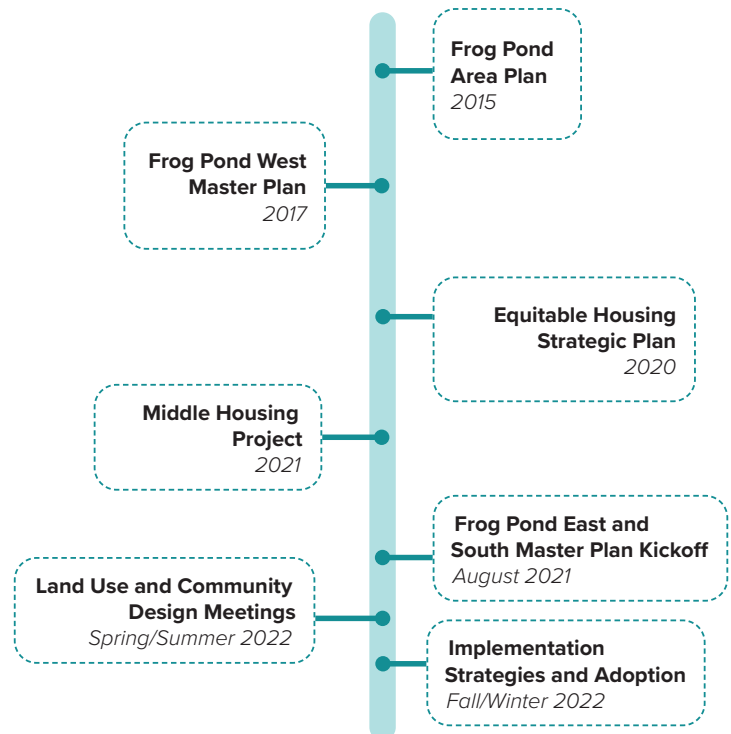 Frog Pond
Area Plan
2015
Frog Pond West
Master Plan
2017
Equitable Housing
Strategic Plan
2020
Middle Housing
Project
2021
Frog Pond East and
South Master Plan Kickoff
August 2021
Land Use and Community
Design Meetings
Spring/Summer 2022
Implementation
Strategies and Adoption
Fall/Winter 2022